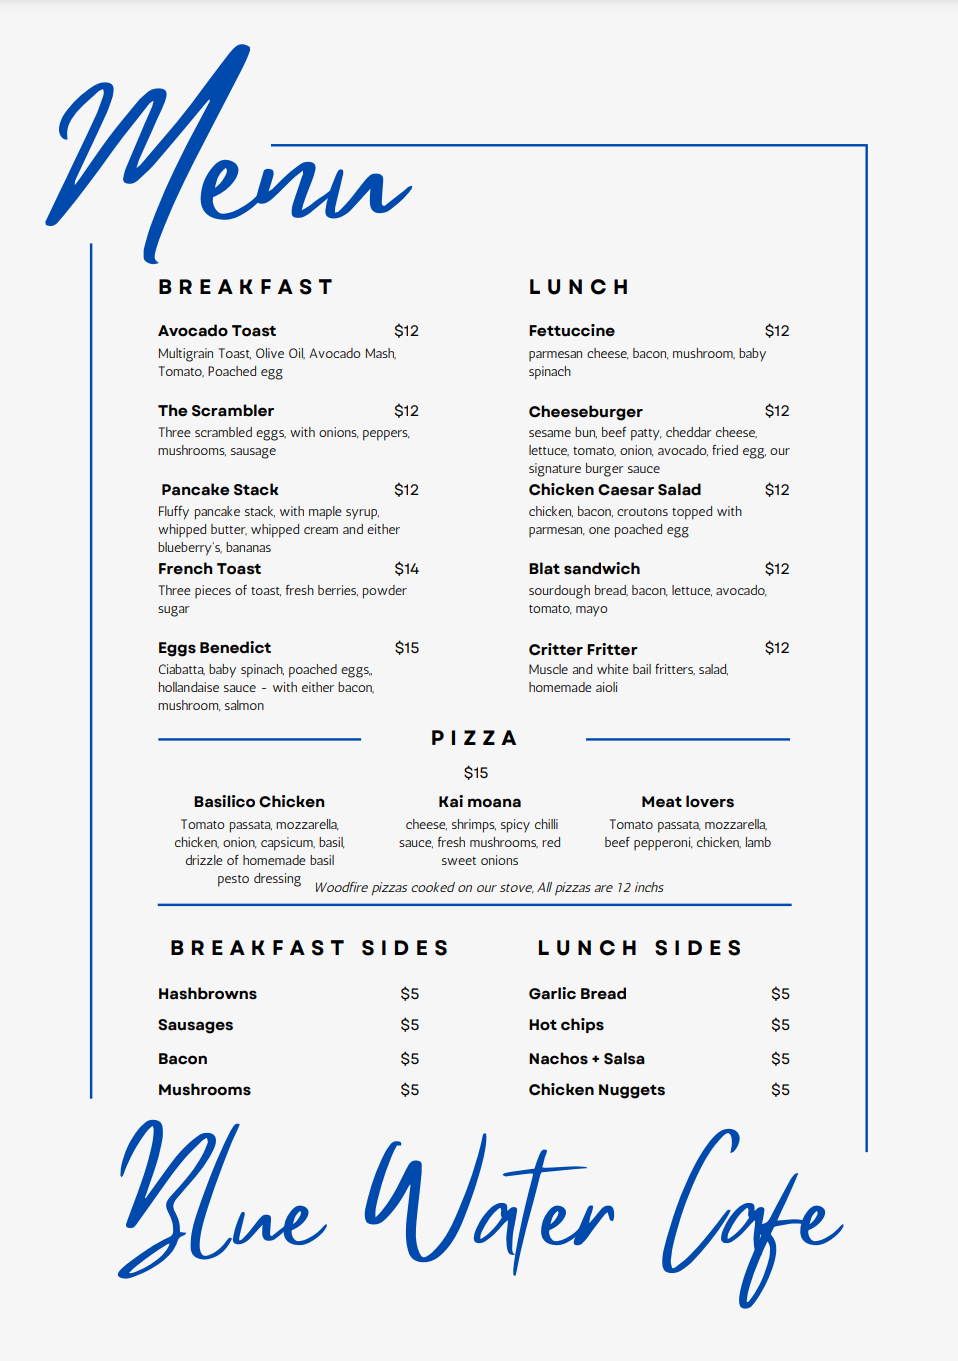 Menu
BREAKFAST
Avocado Toast $12
Multigrain Toast, Olive Oil, Avocado Mash,
Tomato, Poached egg
The Scrambler $12
Three scrambled eggs, with onions, peppers,
mushrooms, sausage
Pancake Stack $12
Fluffy pancake stack, with maple syrup,
whipped butter, whipped cream and either
blueberry's, bananas
French Toast $14
Three pieces of toast, fresh berries, powder
sugar
Eggs Benedict $15
Ciabatta, baby spinach, poached eggs,,
hollandaise sauce - with either bacon,
mushroom, salmon
LUNCH
Fettuccine $12
parmesan cheese, bacon, mushroom, baby
spinach
Cheeseburger $12
sesame bun, beef patty, cheddar cheese,
lettuce, tomato, onion, avocado, fried egg, our
signature burger sauce
Chicken Caesar Salad $12
chicken, bacon, croutons topped with
parmesan, one poached egg
Blat sandwich $12
sourdough bread, bacon, lettuce, avocado,
tomato, mayo
Critter Fritter $12
Muscle and white bail fritters, salad,
homemade aioli
PIZZA
$15
Basilico Chicken
Tomato passata, mozzarella,
chicken, onion, capsicum, basil,
drizzle of homemade basil
pesto dressing
Kai moana
cheese, shrimps, spicy chilli
sauce, fresh mushrooms, red
sweet onions
Meat lovers
Tomato passata, mozzarella,
beef pepperoni, chicken, lamb
Woodfire pizzas cooked on our stove, All pizzas are 12 inchs
BREAKFAST SIDES
Hashbrowns $5
Sausages $5
Bacon $5
Mushrooms $5
LUNCH SIDES
Garlic Bread $5
Hot chips $5
Nachos + Salsa $5
Chicken Nuggets $5
Blue Water Cafe